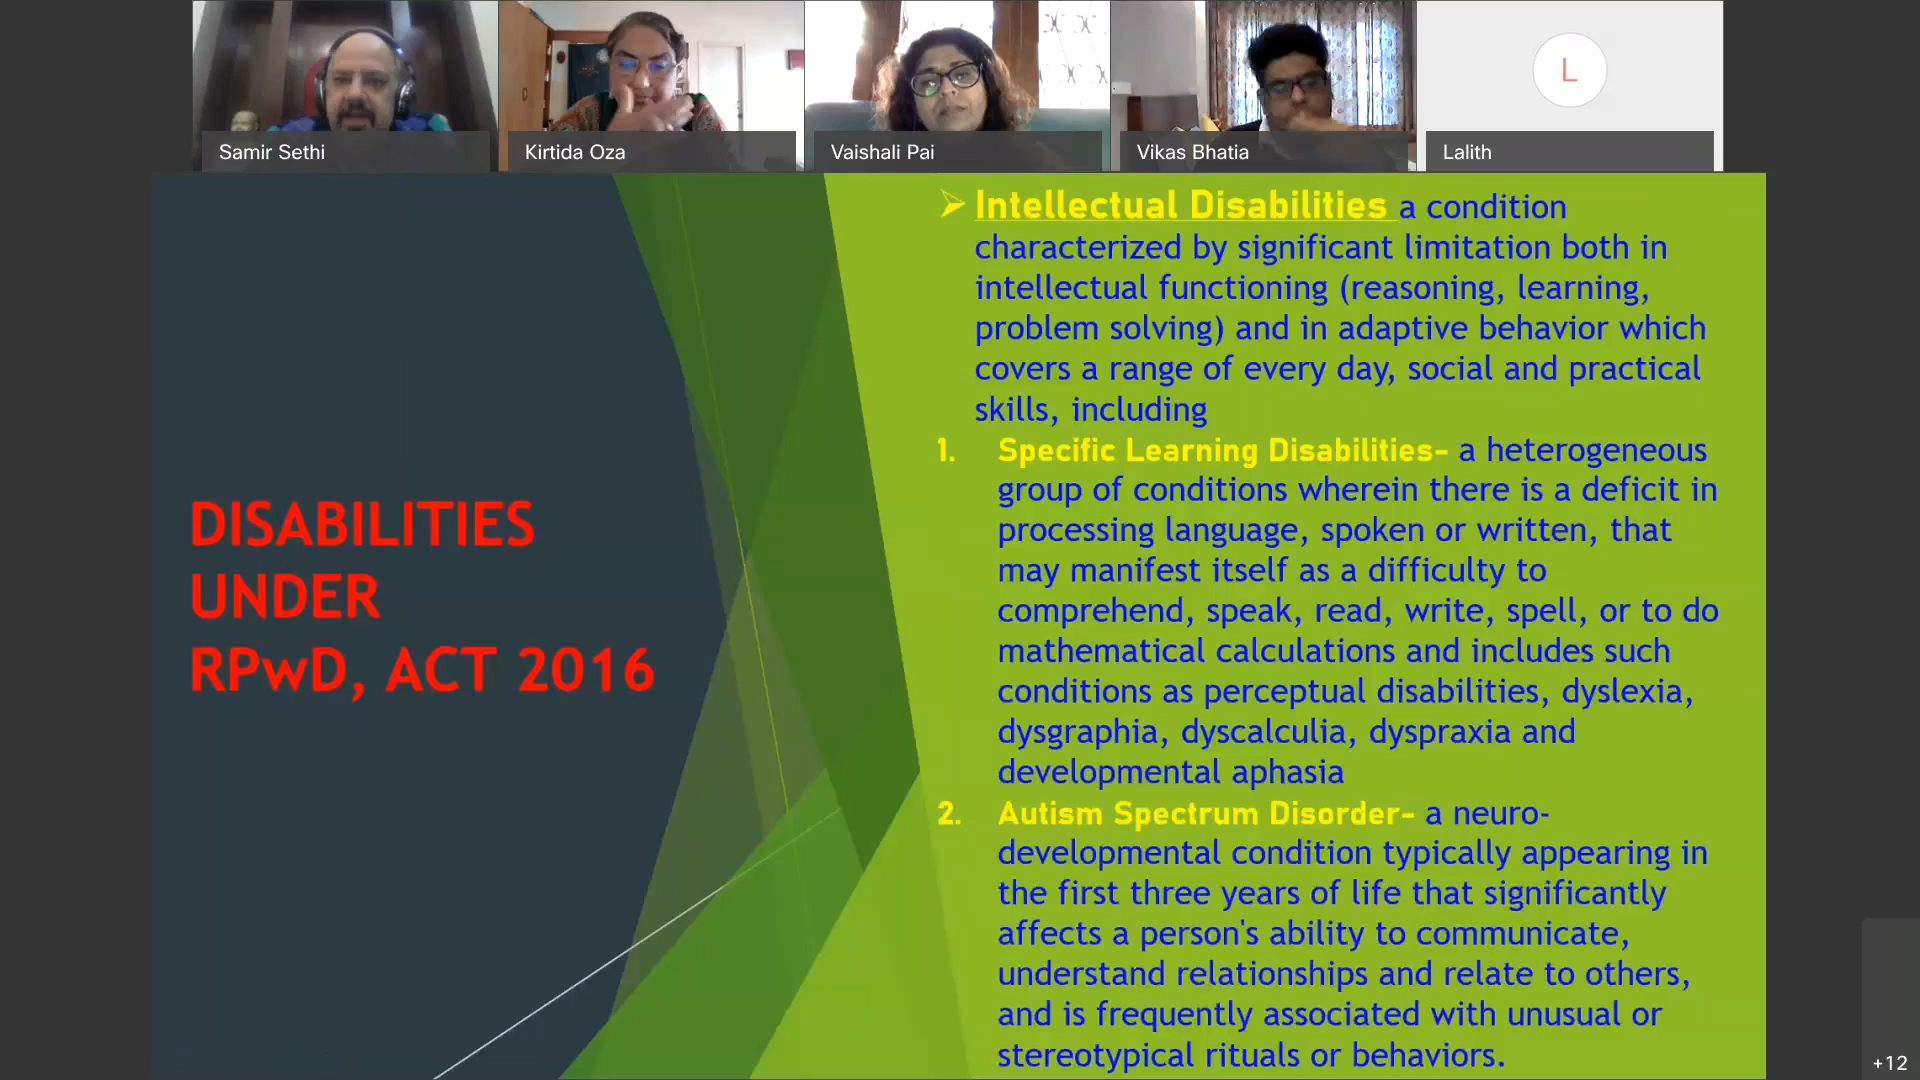 Samir Sethi
Kirtida Oza
Vaishali Pai
Vikas Bhatia
L
Lalith
DISABILITIES
UNDER
RPwD, ACT 2016
Intellectual Disabilities a condition
characterized by significant limitation both in
intellectual functioning (reasoning, learning,
problem solving) and in adaptive behavior which
covers a range of every day, social and practical
skills, including
1. Specific Learning Disabilities- a heterogeneous
group of conditions wherein there is a deficit in
processing language, spoken or written, that
may manifest itself as a difficulty to
comprehend, speak, read, write, spell, or to do
mathematical calculations and includes such
conditions as perceptual disabilities, dyslexia,
dysgraphia, dyscalculia, dyspraxia and
developmental aphasia
2. Autism Spectrum Disorder- a neuro-
developmental condition typically appearing in
the first three years of life that significantly
affects a person's ability to communicate,
understand relationships and relate to others,
and is frequently associated with unusual or
stereotypical rituals or behaviors.
+12